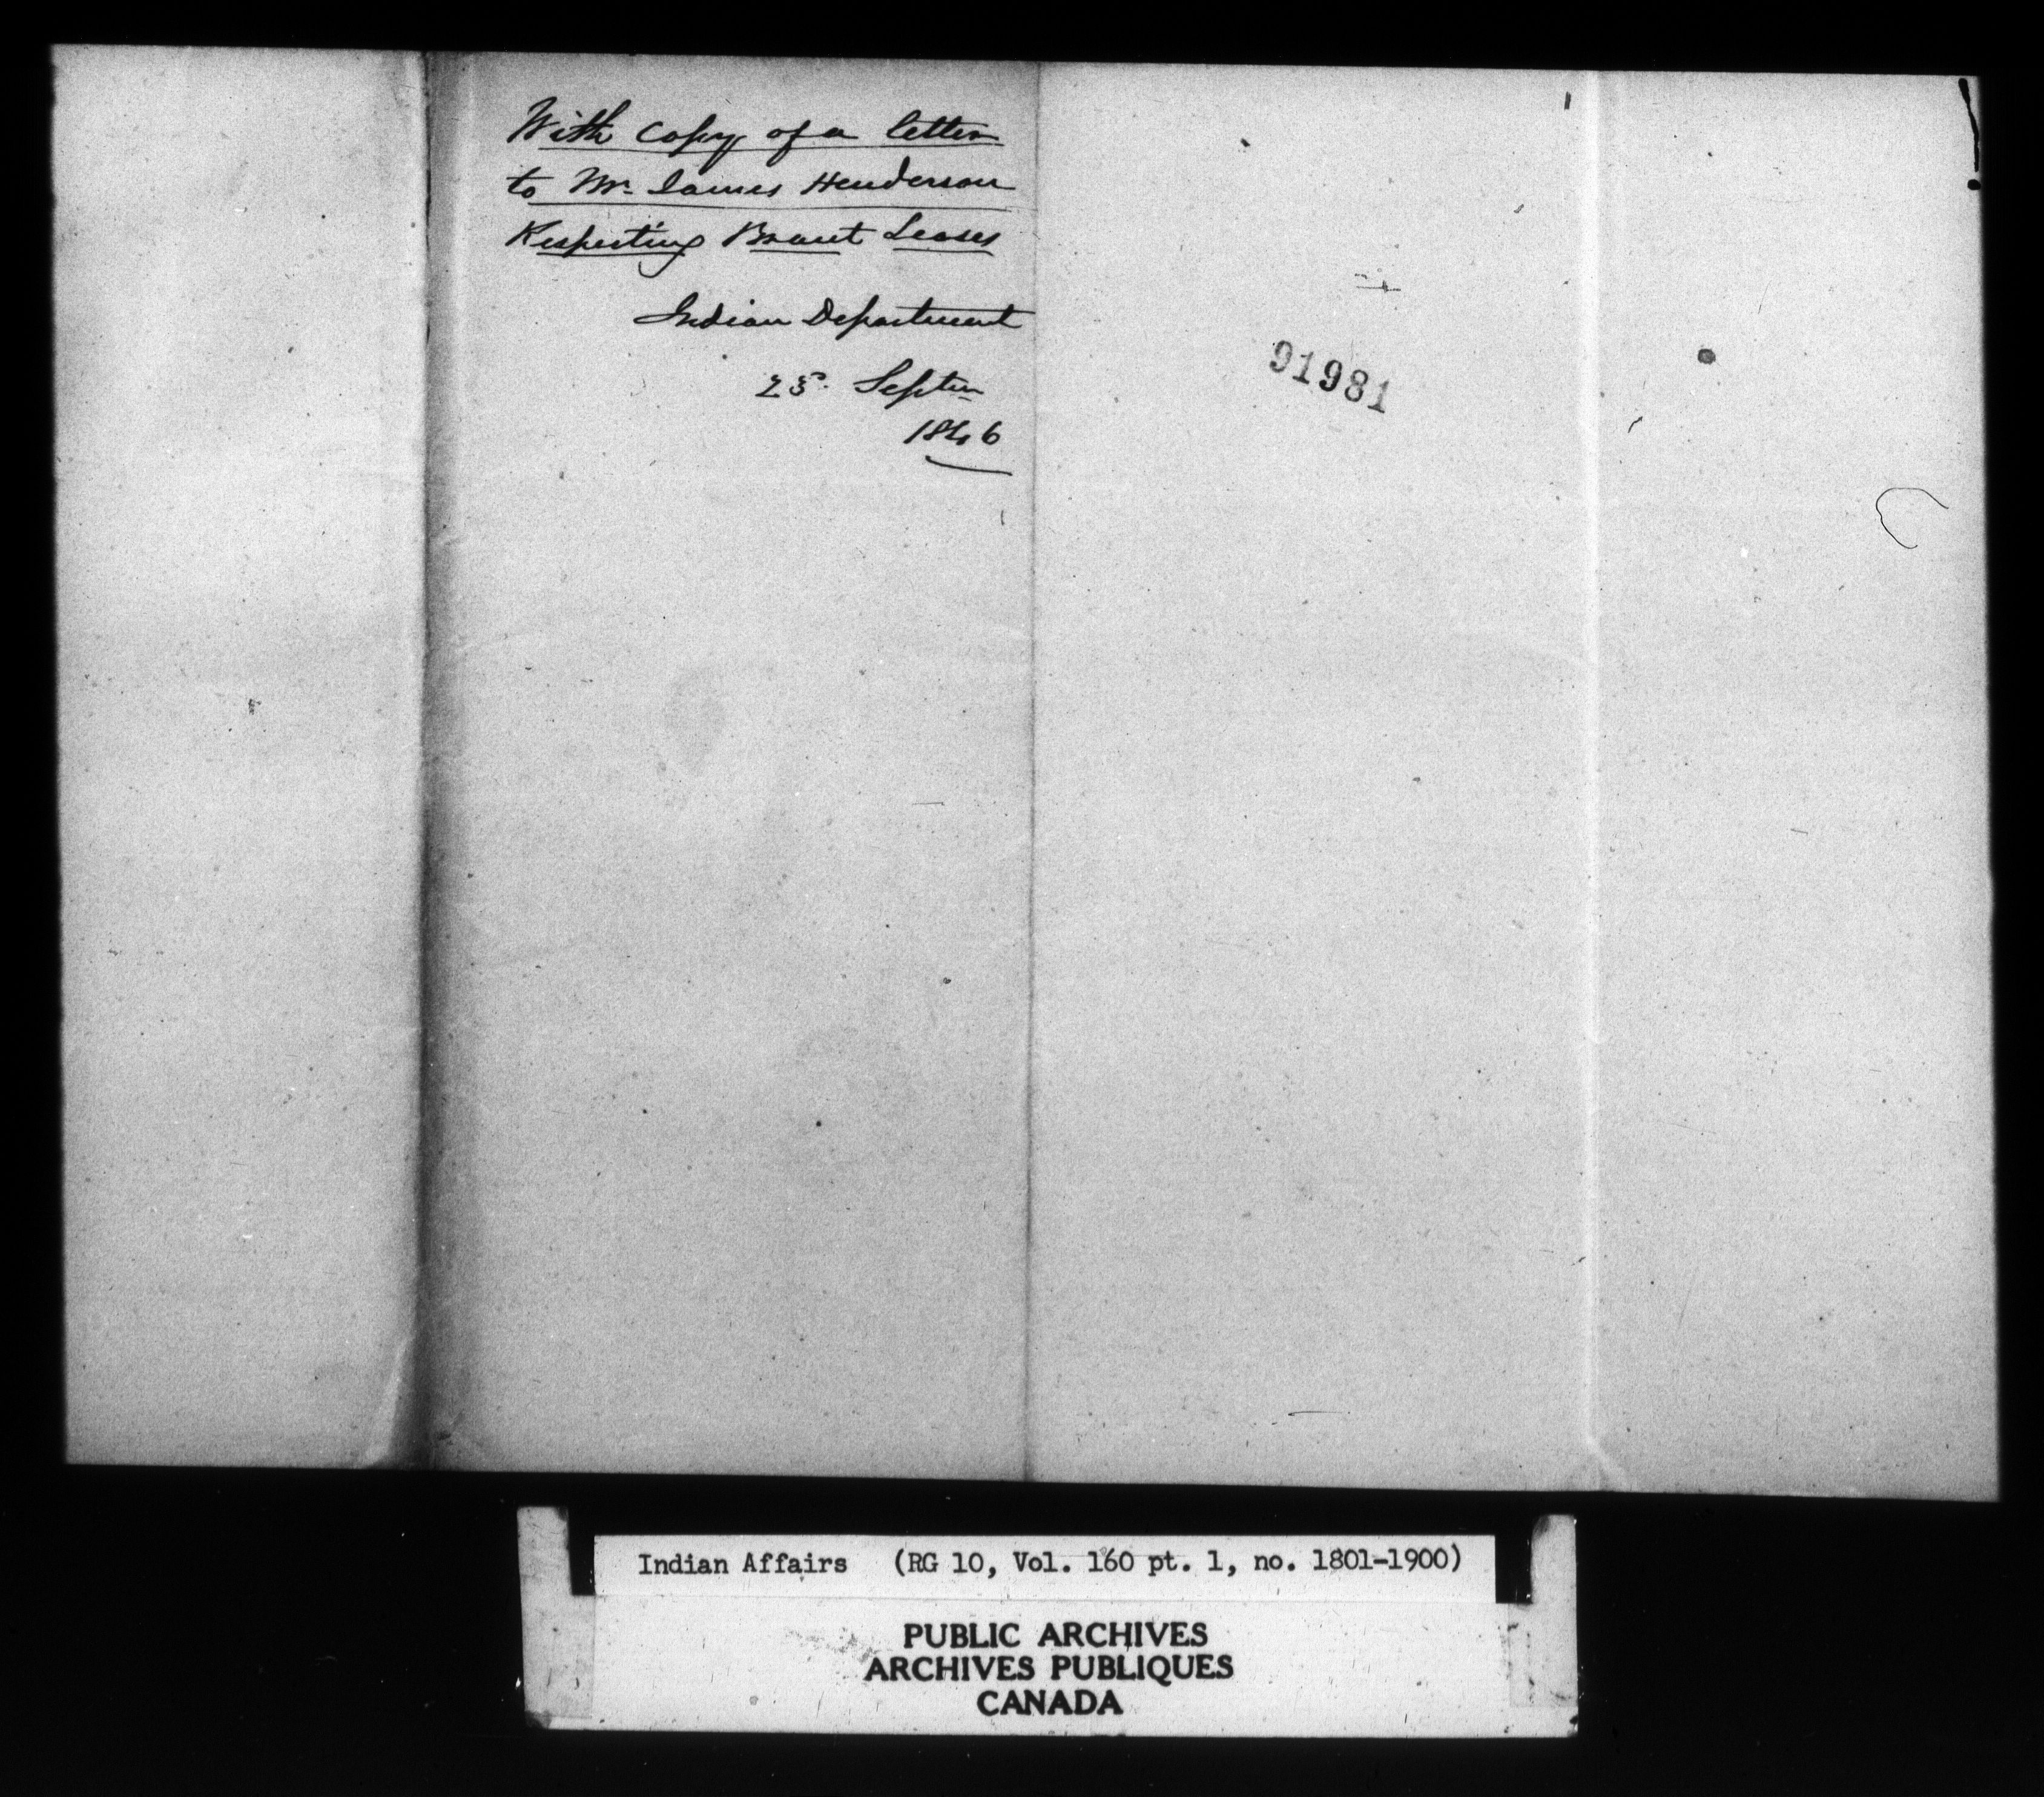 With copy of a letter
to Mr. James Henderson
Respecting Brant Leases
Indian Department
25 Septr
1846
91981
Indian Affairs (RG 10, Vol. 160 pt. 1, no. 1801-1900)
PUBLIC ARCHIVES
ARCHIVES PUBLIQUES
CANADA